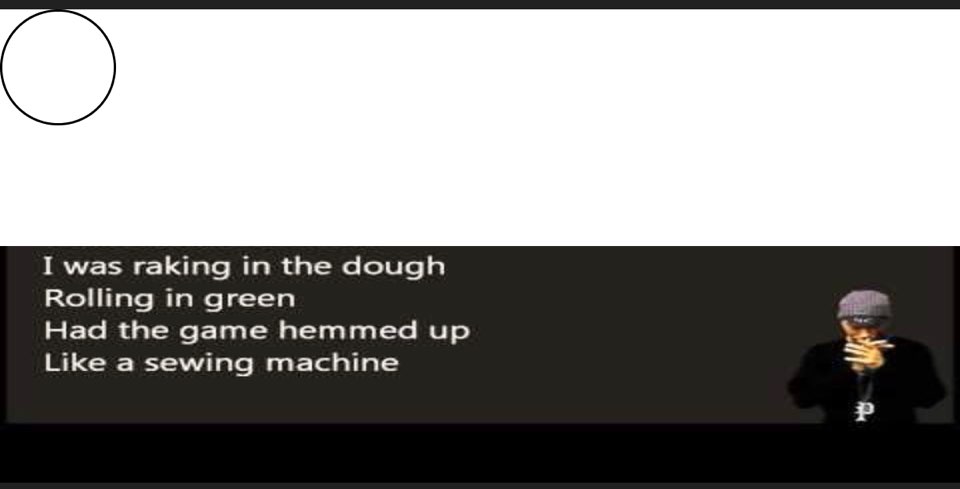 I was raking in the dough
Rolling in green
Had the game hemmed up
Like a sewing machine
P